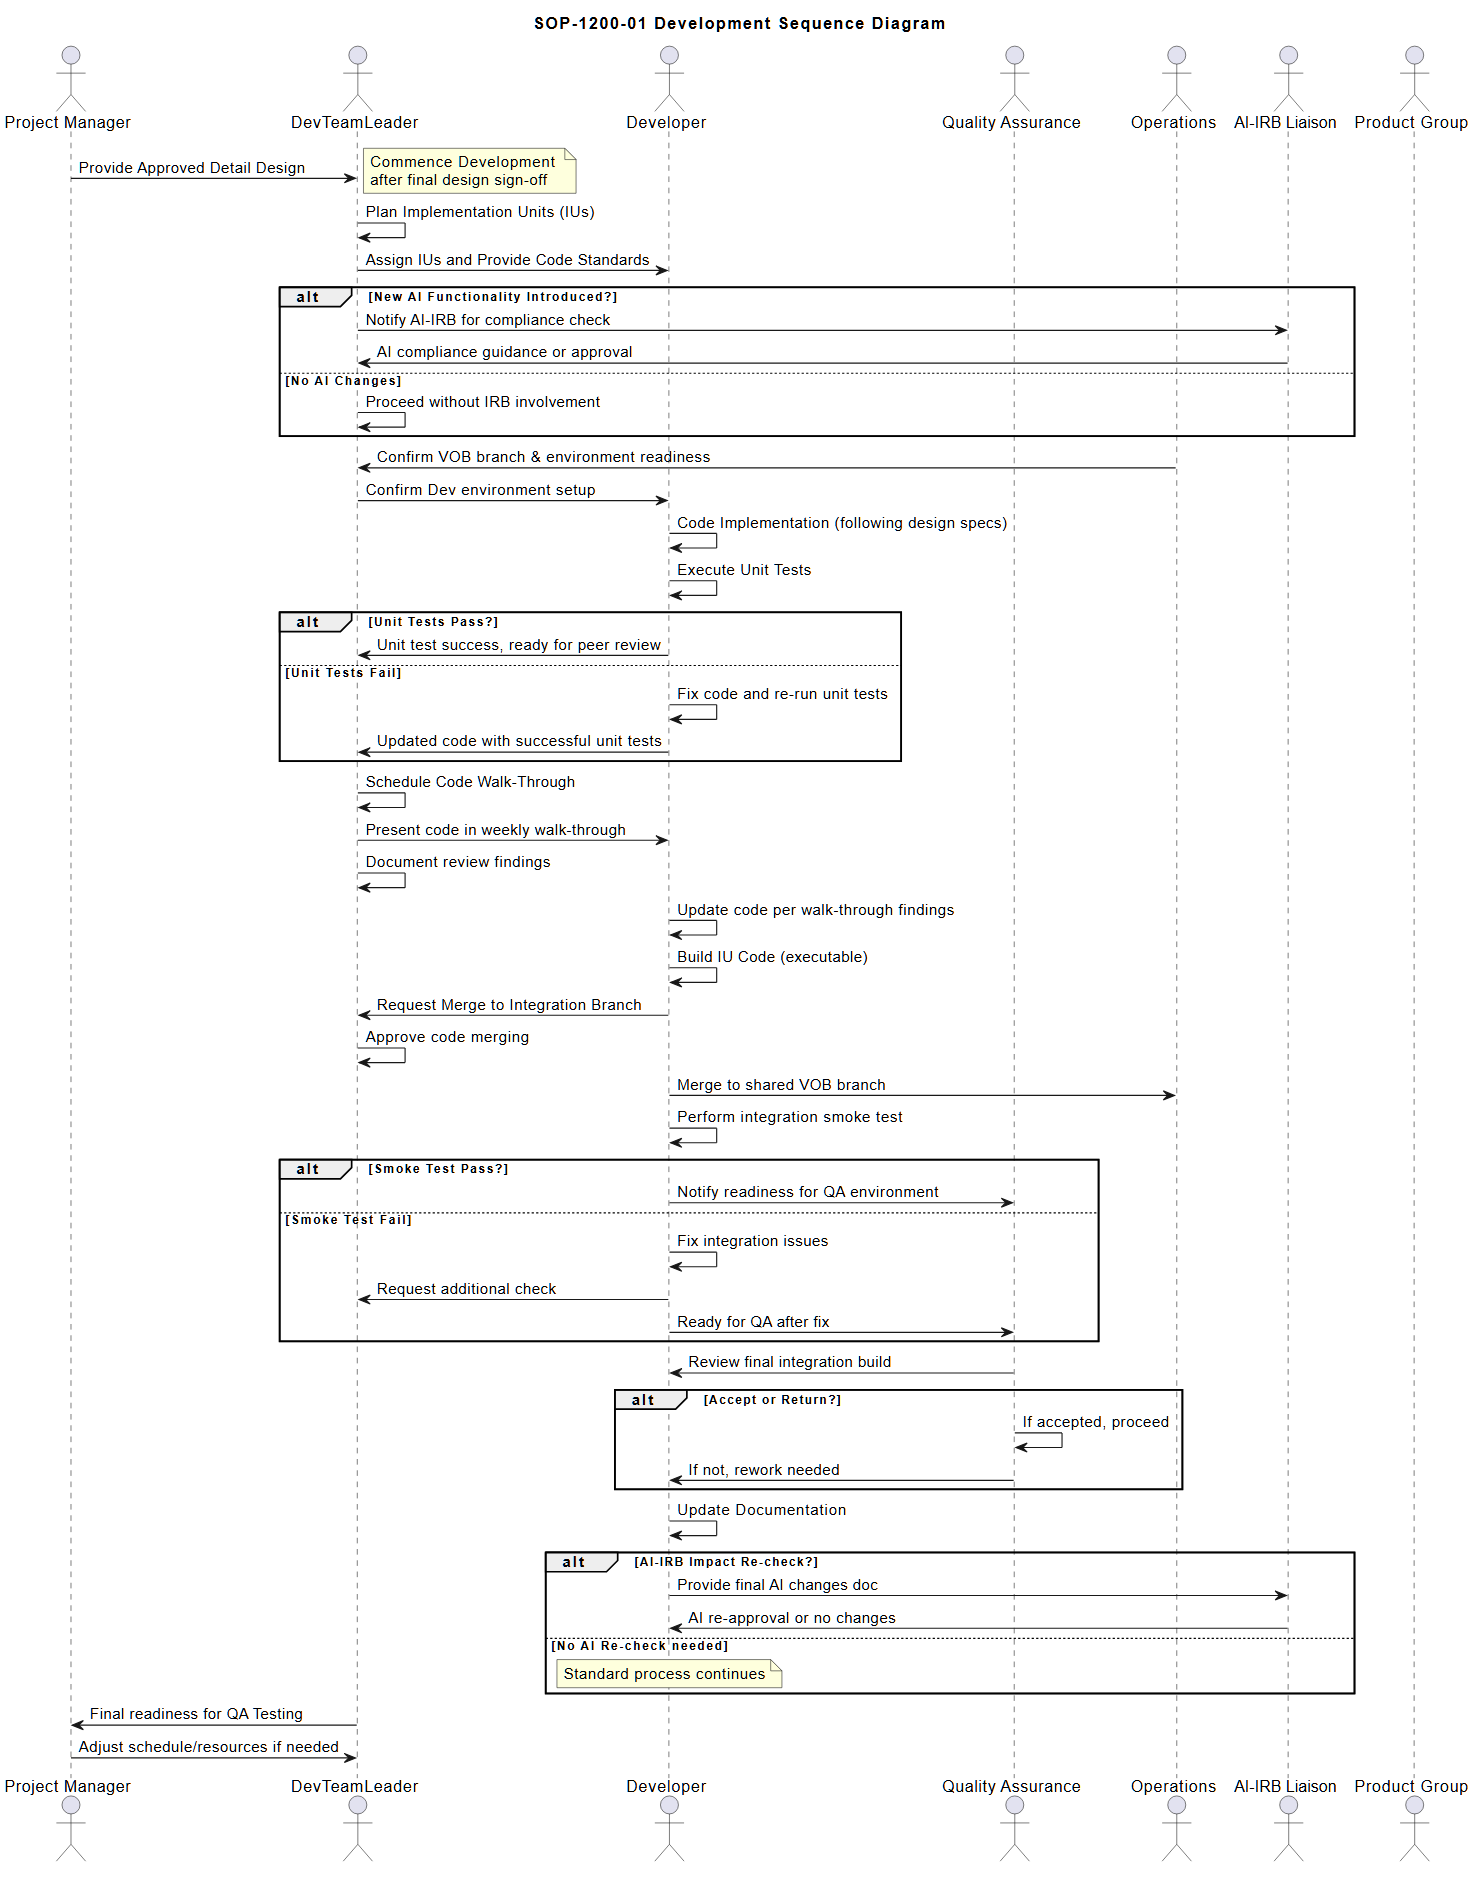 SOP-1200-01 Development Sequence Diagram
Project Manager
DevTeamLeader
Developer
Quality Assurance
Operations
AI-IRB Liaison
Product Group
Provide Approved Detail Design
Commence Development
after final design sign-off
Plan Implementation Units (IUs)
Assign IUs and Provide Code Standards
alt
[New AI Functionality Introduced?]
Notify AI-IRB for compliance check
AI compliance guidance or approval
[No AI Changes]
Proceed without IRB involvement
Confirm VOB branch & environment readiness
Confirm Dev environment setup
Code Implementation (following design specs)
Execute Unit Tests
alt
[Unit Tests Pass?]
Unit test success, ready for peer review
[Unit Tests Fail]
Fix code and re-run unit tests
Updated code with successful unit tests
Schedule Code Walk-Through
Present code in weekly walk-through
Document review findings
Update code per walk-through findings
Build IU Code (executable)
Request Merge to Integration Branch
Approve code merging
Merge to shared VOB branch
Perform integration smoke test
alt
[Smoke Test Pass?]
Notify readiness for QA environment
[Smoke Test Fail]
Fix integration issues
Request additional check
Ready for QA after fix
Review final integration build
alt
[Accept or Return?]
If accepted, proceed
If not, rework needed
Update Documentation
alt
[AI-IRB Impact Re-check?]
Provide final AI changes doc
AI re-approval or no changes
[No AI Re-check needed]
Standard process continues
Final readiness for QA Testing
Adjust schedule/resources if needed
Project Manager
DevTeamLeader
Developer
Quality Assurance
Operations
AI-IRB Liaison
Product Group